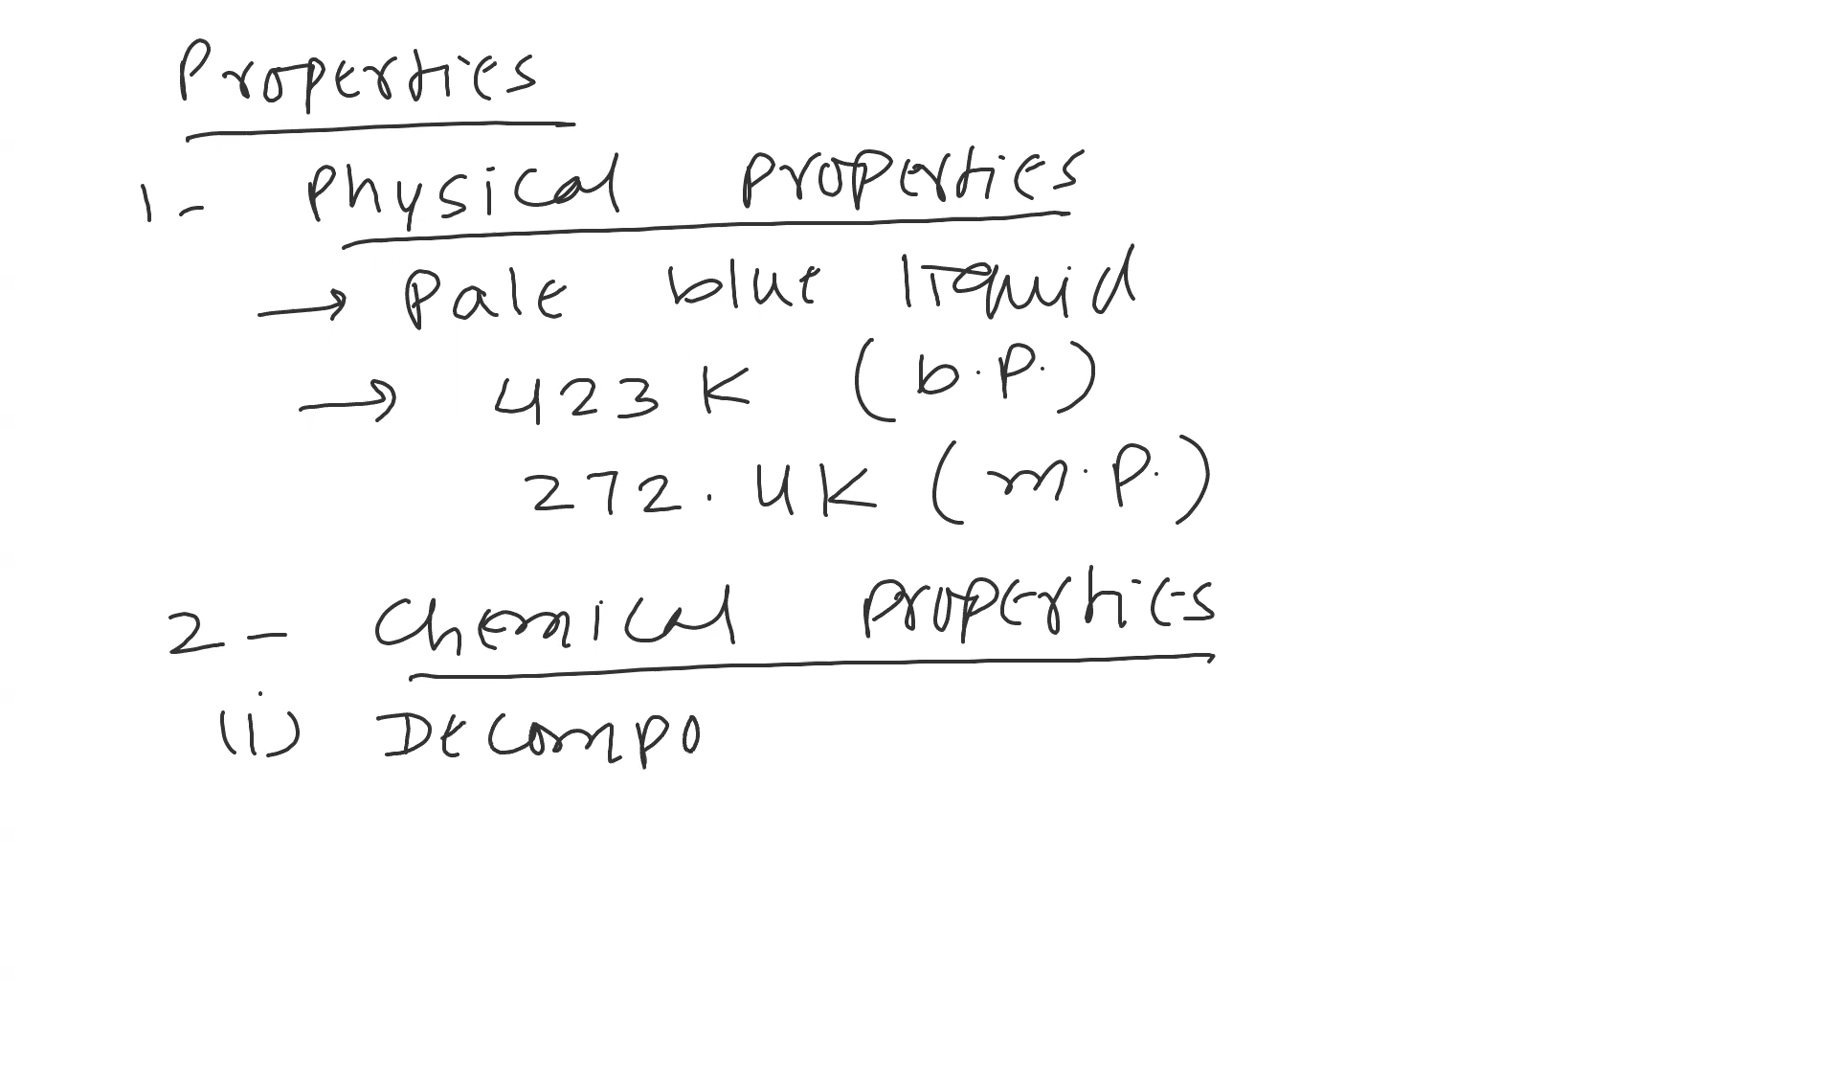 Properties
1- Physical properties
→ Pale blue liquid
→ 423 K (b.p.)
272.4K (m.p.)
2- Chemical properties
(i) Decompo